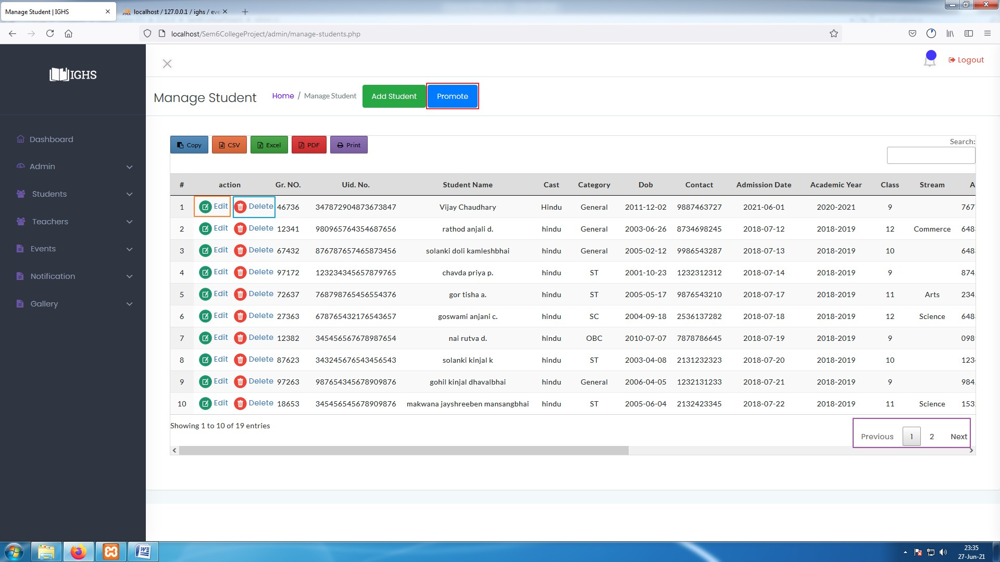 Manage Student | IGHS
localhost / 127.0.0.1 / ighs / eve
localhost/Sem6CollegeProject/admin/manage-students.php
IGHS
Logout
Manage Student Home / Manage Student Add Student Promote
Dashboard
Admin
Students
Teachers
Events
Notification
Gallery
Copy CSV Excel PDF Print
Search:
# action Gr. NO. Uid. No. Student Name Cast Category Dob Contact Admission Date Academic Year Class Stream A
1 Edit Delete 46736 347872904873673847 Vijay Chaudhary Hindu General 2011-12-02 9887463727 2021-06-01 2020-2021 9 767
2 Edit Delete 12341 980965764354687656 rathod anjali d. hindu General 2003-06-26 8734698245 2018-07-12 2018-2019 12 Commerce 648
3 Edit Delete 67432 876787657465873456 solanki doli kamleshbhai hindu General 2005-02-12 9986543287 2018-07-13 2018-2019 10 648
4 Edit Delete 97172 123234345657879765 chavda priya p. hindu ST 2001-10-23 1232312312 2018-07-14 2018-2019 9 874
5 Edit Delete 72637 768798765456554376 gor tisha a. hindu ST 2005-05-17 9876543210 2018-07-17 2018-2019 11 Arts 234
6 Edit Delete 27363 678765432176543657 goswami anjani c. hindu SC 2004-09-18 2536137282 2018-07-18 2018-2019 12 Science 648
7 Edit Delete 12382 345456567678987654 nai rutva d. hindu OBC 2010-07-07 7878786645 2018-07-19 2018-2019 9 098
8 Edit Delete 87623 343245676543456543 solanki kinjal k hindu ST 2003-04-08 2131232323 2018-07-20 2018-2019 10 123
9 Edit Delete 97263 987654345678909876 gohil kinjal dhavalbhai hindu General 2006-04-05 1232131233 2018-07-21 2018-2019 9 984
10 Edit Delete 18653 345456545678909876 makwana jayshreeben mansangbhai hindu ST 2005-06-04 2132423345 2018-07-22 2018-2019 11 Science 153
Showing 1 to 10 of 19 entries
Previous 1 2 Next
23:35
27-Jun-21